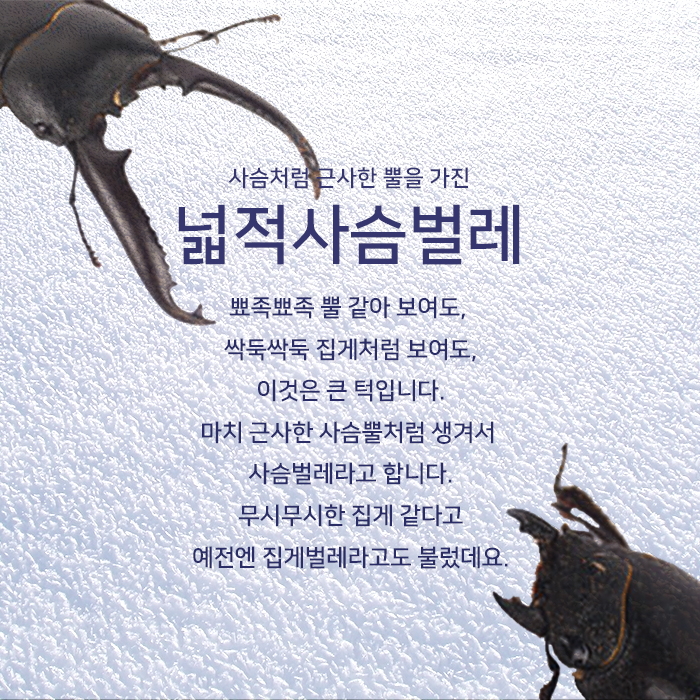 사슴처럼 근사한 뿔을 가진
넓적사슴벌레
뾰족뾰족 뿔 같아 보여도,
싹둑싹둑 집게처럼 보여도,
이것은 큰 턱입니다.
마치 근사한 사슴뿔처럼 생겨서
사슴벌레라고 합니다.
무시무시한 집게 같다고
예전엔 집게벌레라고도 불렀데요.